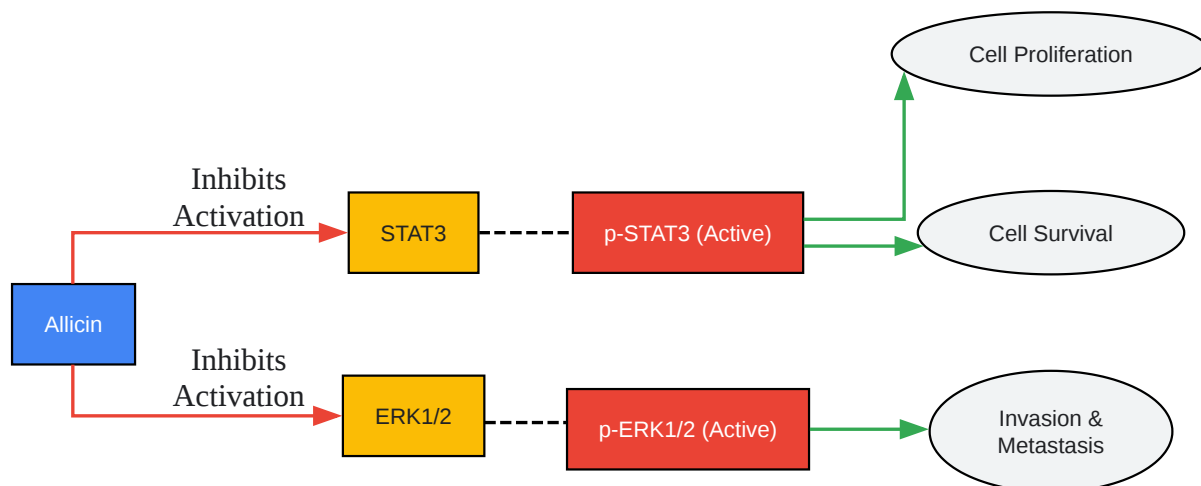 Cell Proliferation
Inhibits
Activation
STAT3
p-STAT3 (Active)
Cell Survival
Allicin
Inhibits
Activation
ERK1/2
p-ERK1/2 (Active)
Invasion &
Metastasis